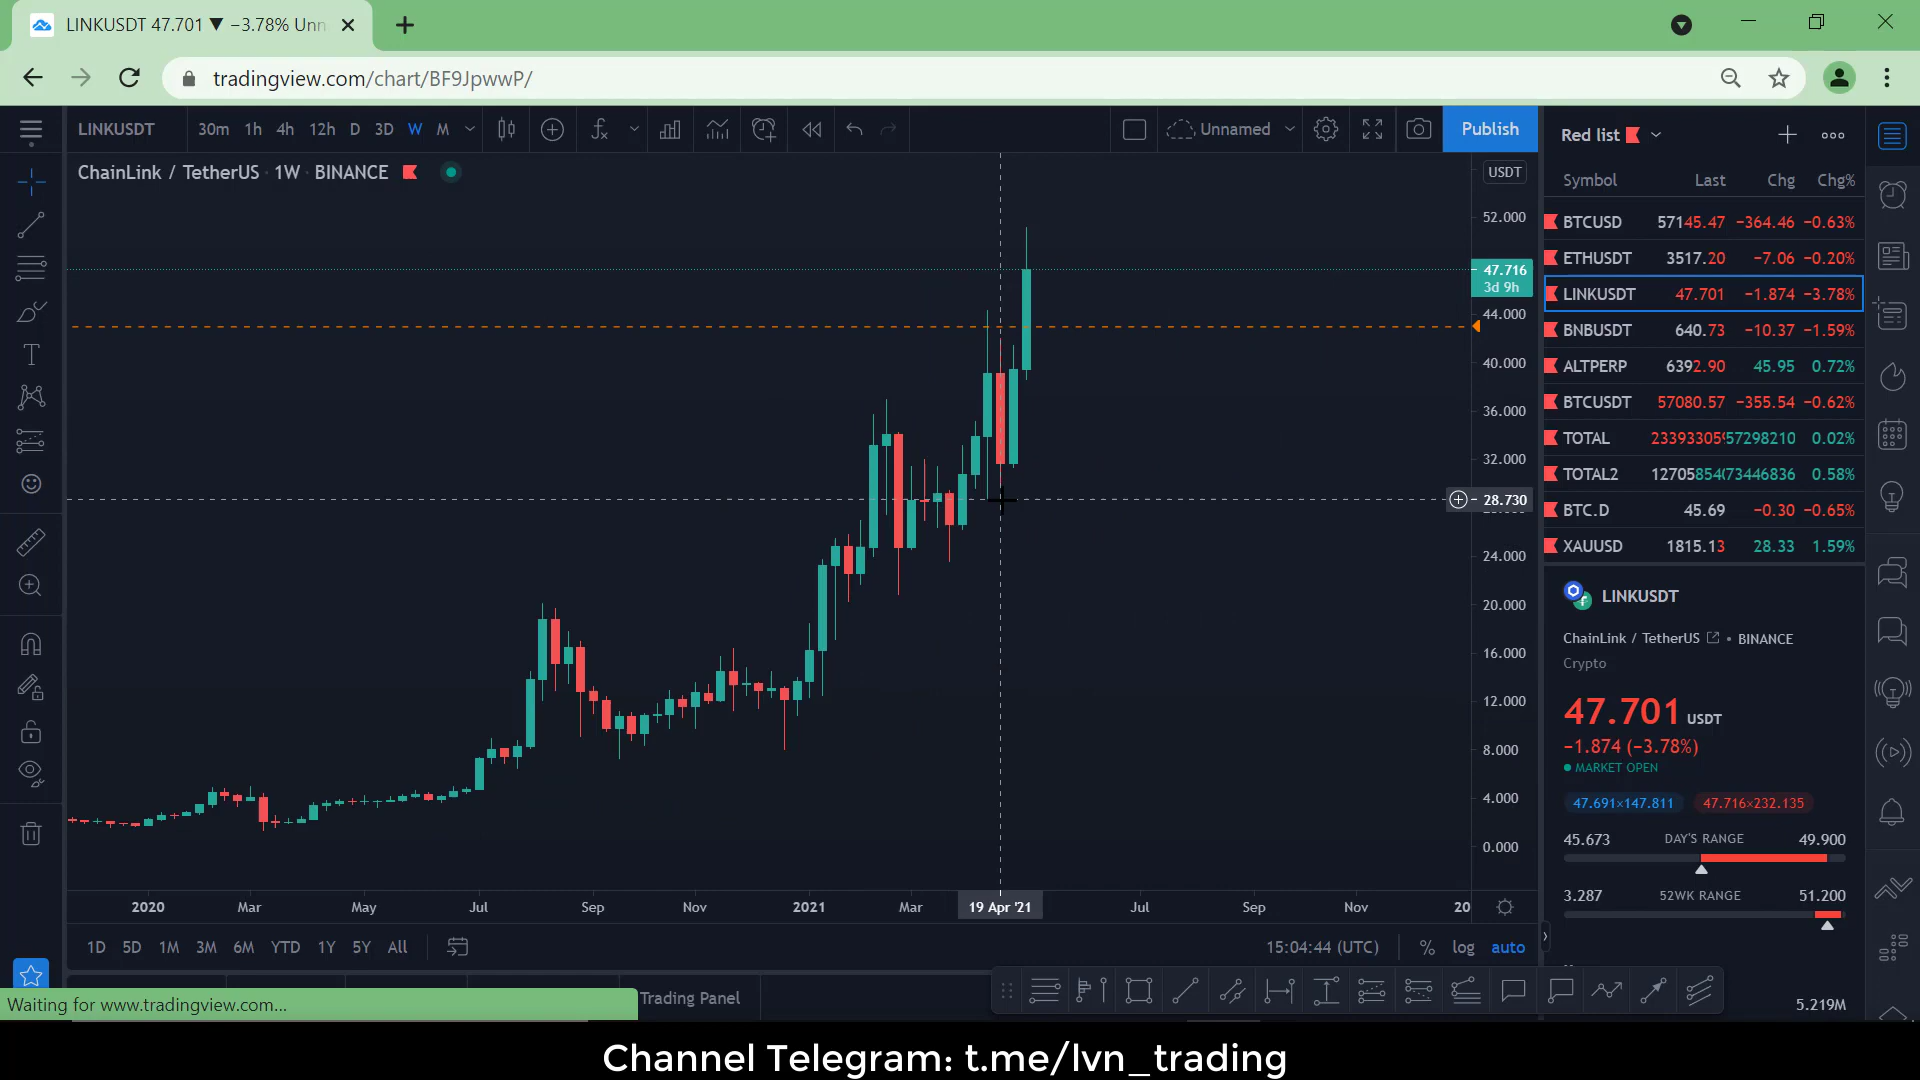 LINKUSDT 47.701 ▼ −3.78% Unn
tradingview.com/chart/BF9JpwwP/
LINKUSDT 30m 1h 4h 12h D 3D W M Unnamed Publish
ChainLink / TetherUS · 1W · BINANCE
USDT
52.000
47.716
3d 9h
44.000
40.000
36.000
32.000
28.730
24.000
20.000
16.000
12.000
8.000
4.000
0.000
2020 Mar May Jul Sep Nov 2021 Mar 19 Apr '21 Jul Sep Nov 20
1D 5D 1M 3M 6M YTD 1Y 5Y All 15:04:44 (UTC) % log auto
Trading Panel
Waiting for www.tradingview.com...
Red list
Symbol Last Chg Chg%
BTCUSD 57145.47 −364.46 −0.63%
ETHUSDT 3517.20 −7.06 −0.20%
LINKUSDT 47.701 −1.874 −3.78%
BNBUSDT 640.73 −10.37 −1.59%
ALTPERP 6392.90 45.95 0.72%
BTCUSDT 57080.57 −355.54 −0.62%
TOTAL 0.02%
TOTAL2 0.58%
BTC.D 45.69 −0.30 −0.65%
XAUUSD 1815.13 28.33 1.59%
LINKUSDT
ChainLink / TetherUS • BINANCE
Crypto
47.701 USDT
−1.874 (−3.78%)
MARKET OPEN
47.691×147.811 47.716×232.135
45.673 DAY'S RANGE 49.900
3.287 52WK RANGE 51.200
5.219M
Channel Telegram: t.me/lvn_trading